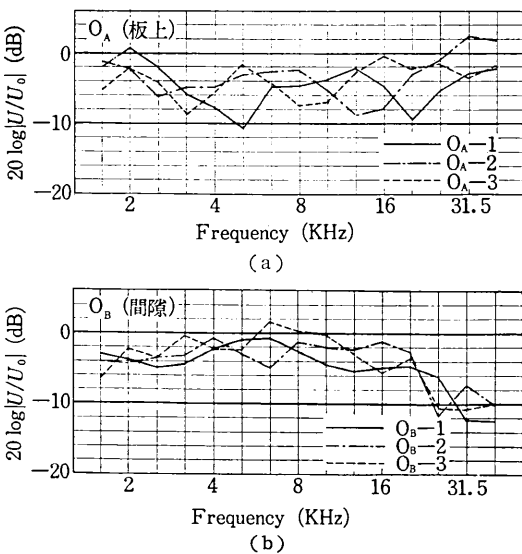 O_A (板上)
20 log|U/U_0| (dB)
0
−10
−20
O_A—1
O_A—2
O_A—3
2 4 8 16 31.5
Frequency (KHz)
(a)
O_B (間隙)
20 log|U/U_0| (dB)
0
−10
−20
O_B—1
O_B—2
O_B—3
2 4 8 16 31.5
Frequency (KHz)
(b)